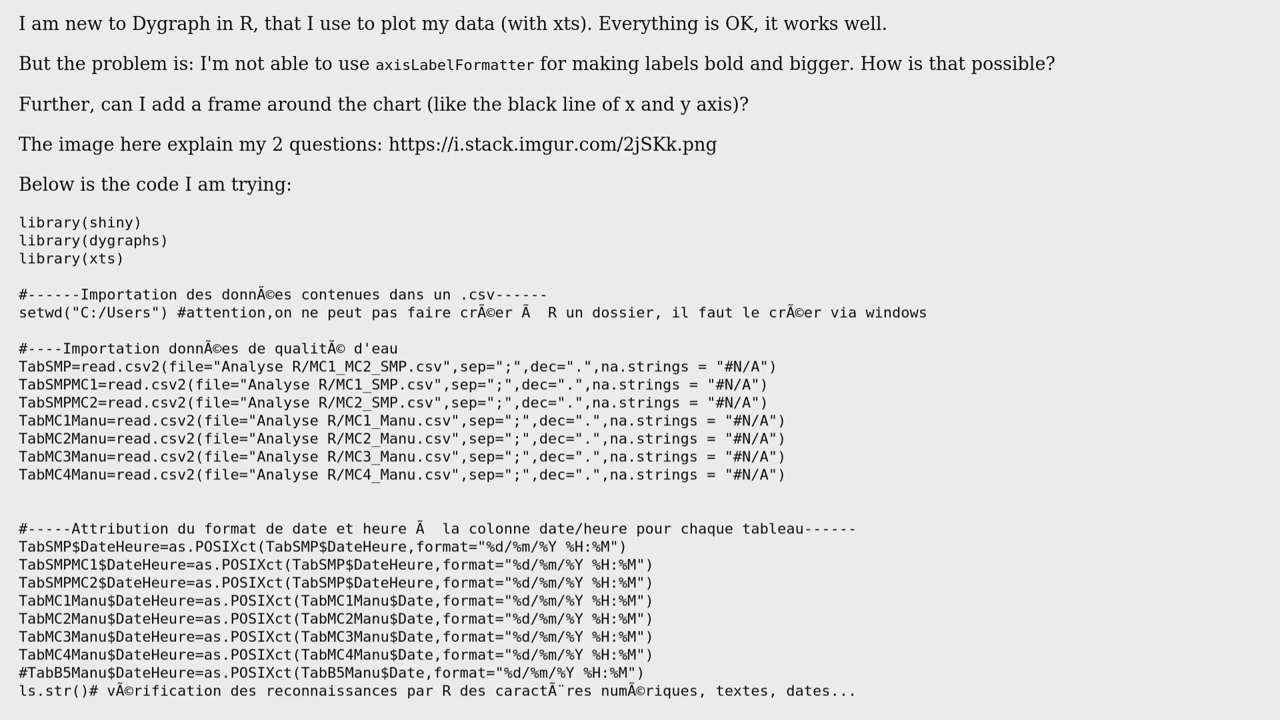 I am new to Dygraph in R, that I use to plot my data (with xts). Everything is OK, it works well.
But the problem is: I'm not able to use axisLabelFormatter for making labels bold and bigger. How is that possible?
Further, can I add a frame around the chart (like the black line of x and y axis)?
The image here explain my 2 questions: https://i.stack.imgur.com/2jSKk.png
Below is the code I am trying:
library(shiny)
library(dygraphs)
library(xts)
#------Importation des donnÃ©es contenues dans un .csv------
setwd("C:/Users") #attention,on ne peut pas faire crÃ©er Ã  R un dossier, il faut le crÃ©er via windows
#----Importation donnÃ©es de qualitÃ© d'eau
TabSMP=read.csv2(file="Analyse R/MC1_MC2_SMP.csv",sep=";",dec=".",na.strings = "#N/A")
TabSMPMC1=read.csv2(file="Analyse R/MC1_SMP.csv",sep=";",dec=".",na.strings = "#N/A")
TabSMPMC2=read.csv2(file="Analyse R/MC2_SMP.csv",sep=";",dec=".",na.strings = "#N/A")
TabMC1Manu=read.csv2(file="Analyse R/MC1_Manu.csv",sep=";",dec=".",na.strings = "#N/A")
TabMC2Manu=read.csv2(file="Analyse R/MC2_Manu.csv",sep=";",dec=".",na.strings = "#N/A")
TabMC3Manu=read.csv2(file="Analyse R/MC3_Manu.csv",sep=";",dec=".",na.strings = "#N/A")
TabMC4Manu=read.csv2(file="Analyse R/MC4_Manu.csv",sep=";",dec=".",na.strings = "#N/A")
#-----Attribution du format de date et heure Ã  la colonne date/heure pour chaque tableau------
TabSMP$DateHeure=as.POSIXct(TabSMP$DateHeure,format="%d/%m/%Y %H:%M")
TabSMPMC1$DateHeure=as.POSIXct(TabSMP$DateHeure,format="%d/%m/%Y %H:%M")
TabSMPMC2$DateHeure=as.POSIXct(TabSMP$DateHeure,format="%d/%m/%Y %H:%M")
TabMC1Manu$DateHeure=as.POSIXct(TabMC1Manu$Date,format="%d/%m/%Y %H:%M")
TabMC2Manu$DateHeure=as.POSIXct(TabMC2Manu$Date,format="%d/%m/%Y %H:%M")
TabMC3Manu$DateHeure=as.POSIXct(TabMC3Manu$Date,format="%d/%m/%Y %H:%M")
TabMC4Manu$DateHeure=as.POSIXct(TabMC4Manu$Date,format="%d/%m/%Y %H:%M")
#TabB5Manu$DateHeure=as.POSIXct(TabB5Manu$Date,format="%d/%m/%Y %H:%M")
ls.str()# vÃ©rification des reconnaissances par R des caractÃ¨res numÃ©riques, textes, dates...